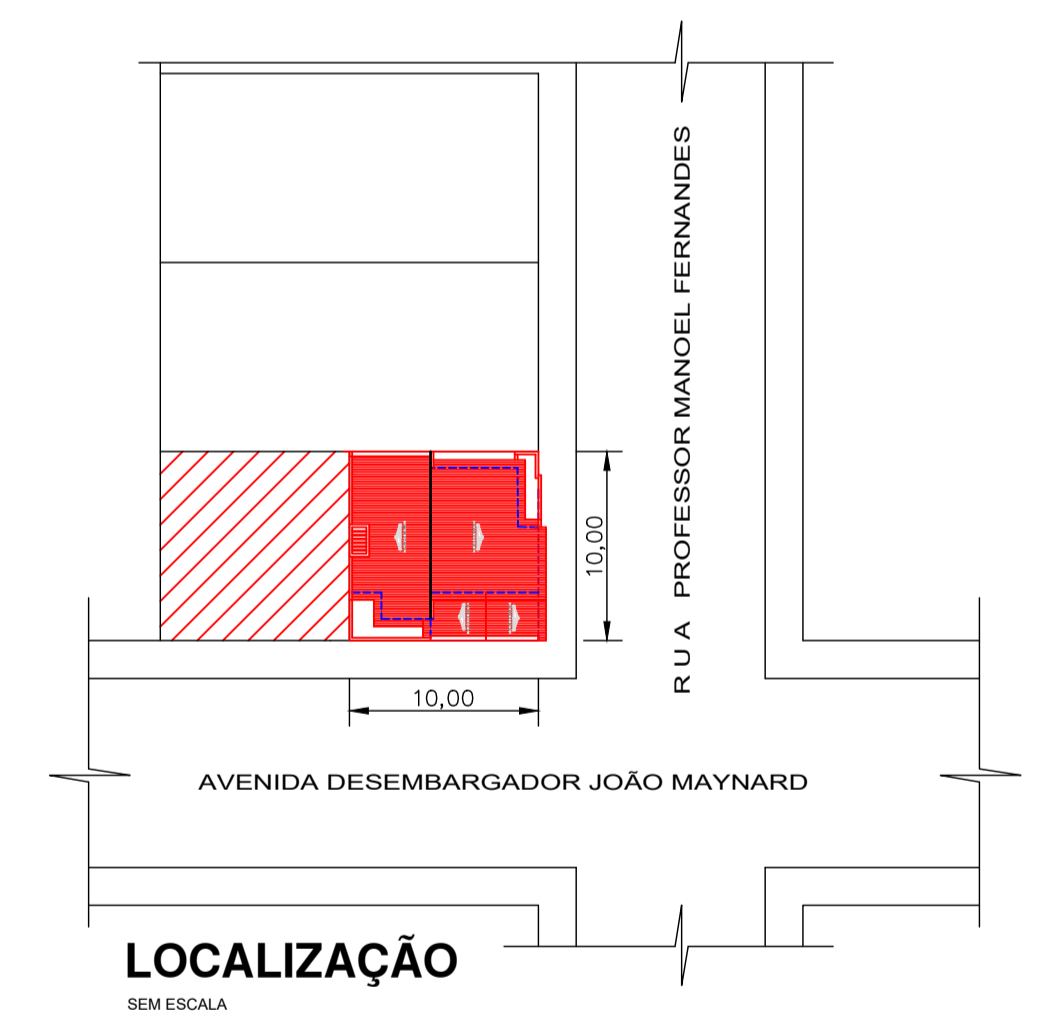 RUA PROFESSOR MANOEL FERNANDES
10,00
10,00
AVENIDA DESEMBARGADOR JOÃO MAYNARD
LOCALIZAÇÃO
SEM ESCALA